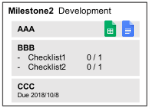 Milestone2 Development
AAA
BBB
- Checklist1 0 / 1
- Checklist2 0 / 1
CCC
Due 2018/10/8